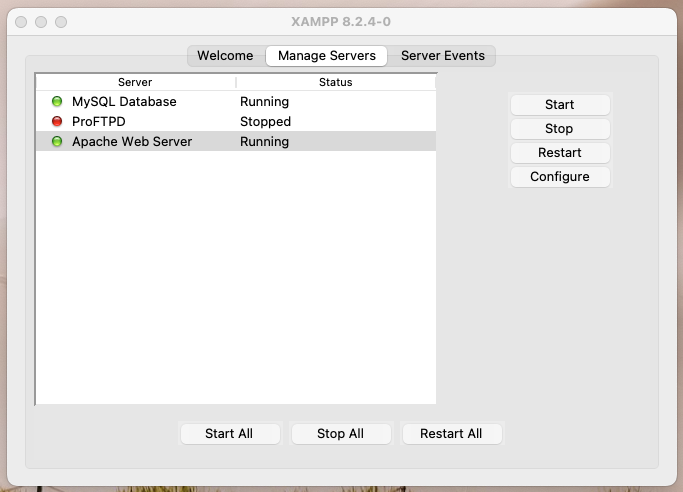 XAMPP 8.2.4-0
Welcome Manage Servers Server Events
Server Status
MySQL Database Running
ProFTPD Stopped
Apache Web Server Running
Start
Stop
Restart
Configure
Start All Stop All Restart All